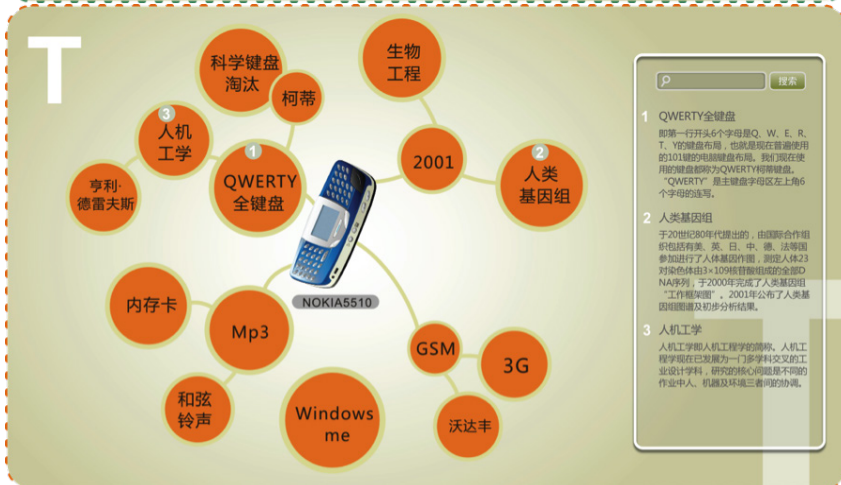 T
科学键盘
淘汰
柯蒂
生物
工程
3
人机
工学
1
QWERTY
全键盘
2001
2
人类
基因组
亨利·
德雷夫斯
NOKIA5510
内存卡
Mp3
和弦
铃声
Windows
me
GSM
3G
沃达丰
搜索
1 QWERTY全键盘
即第一行开头6个字母是Q、W、E、R、
T、Y的键盘布局，也就是现在普遍使用
的101键的电脑键盘布局。我们现在使
用的键盘都称为QWERTY柯蒂键盘。
“QWERTY”是主键盘字母区左上角6
个字母的连写。
2 人类基因组
于20世纪80年代提出的，由国际合作组
织包括有美、英、日、中、德、法等国
参加进行了人体基因作图，测定人体23
对染色体由3×109核苷酸组成的全部D
NA序列，于2000年完成了人类基因组
“工作框架图”。2001年公布了人类基
因组图谱及初步分析结果。
3 人机工学
人机工学即人机工程学的简称。人机工
程学现在已发展为一门多学科交叉的工
业设计学科，研究的核心问题是不同的
作业中人、机器及环境三者间的协调。
T